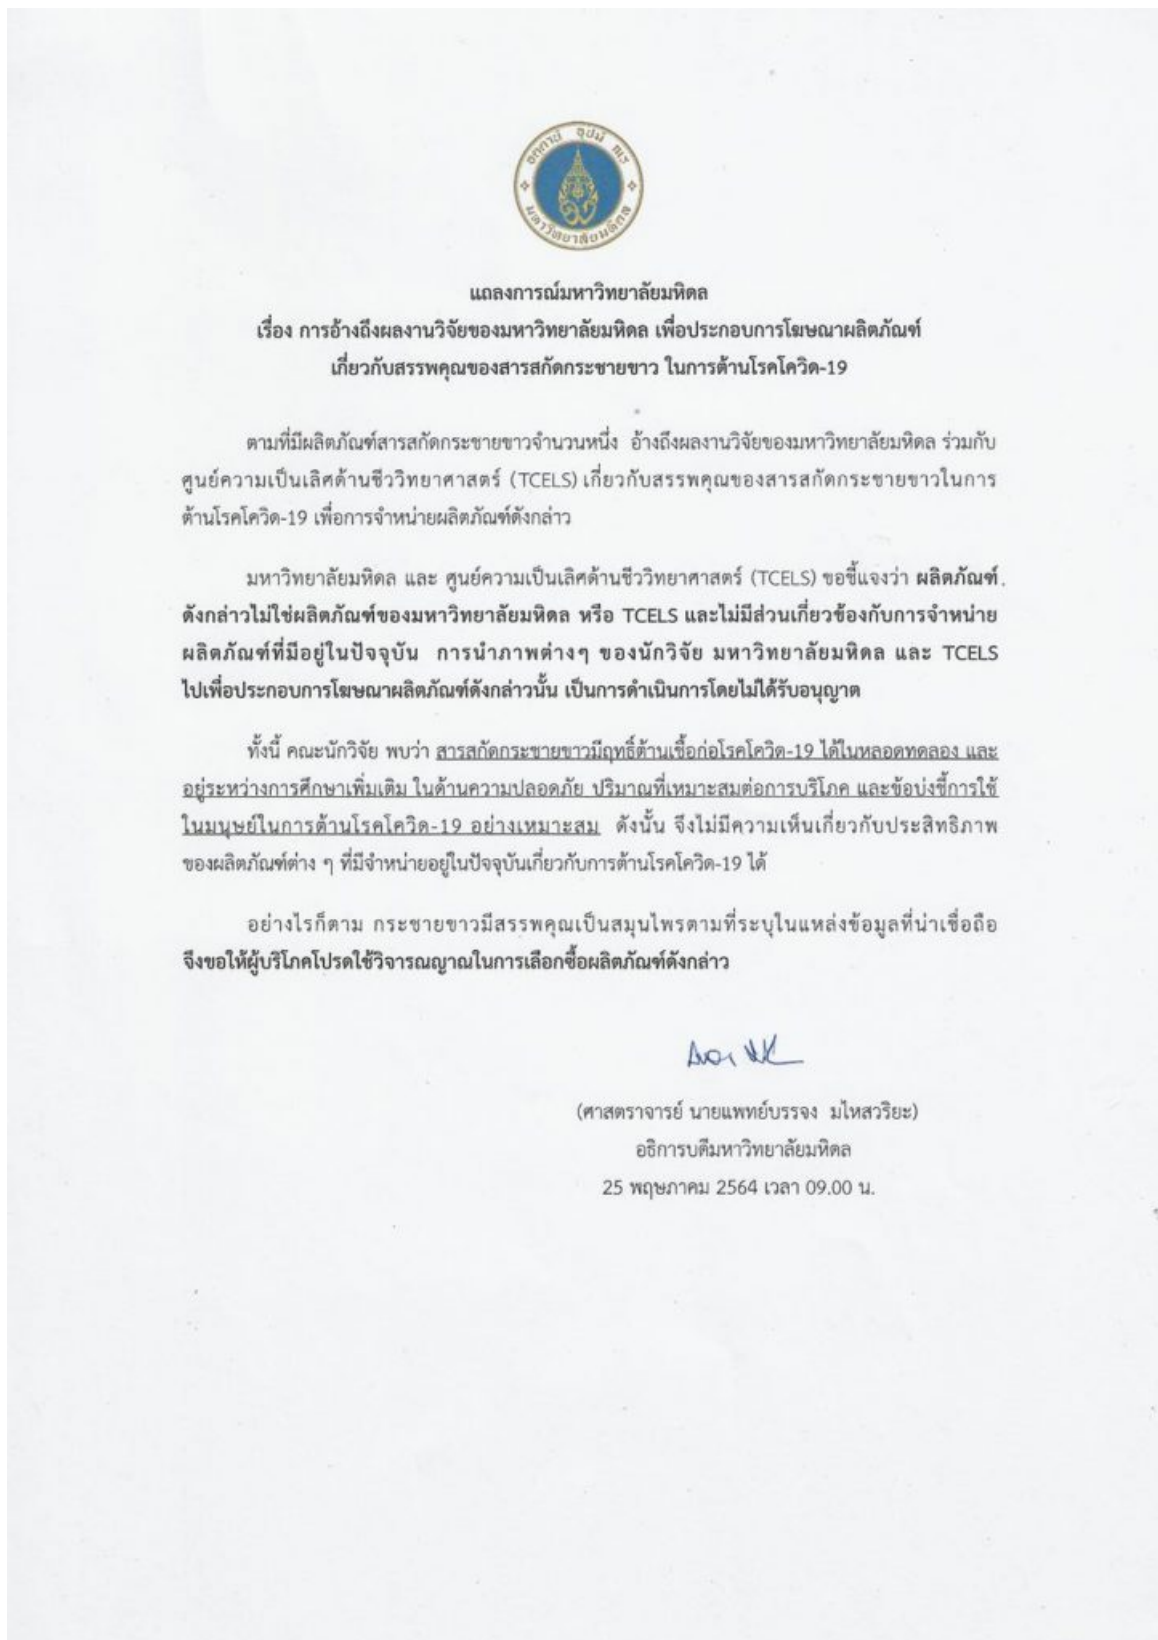 อตฺตานํ อุปมํ กเร
มหาวิทยาลัยมหิดล
แถลงการณ์มหาวิทยาลัยมหิดล
เรื่อง การอ้างถึงผลงานวิจัยของมหาวิทยาลัยมหิดล เพื่อประกอบการโฆษณาผลิตภัณฑ์
เกี่ยวกับสรรพคุณของสารสกัดกระชายขาว ในการต้านโรคโควิด-19
ตามที่มีผลิตภัณฑ์สารสกัดกระชายขาวจำนวนหนึ่ง อ้างถึงผลงานวิจัยของมหาวิทยาลัยมหิดล ร่วมกับ
ศูนย์ความเป็นเลิศด้านชีววิทยาศาสตร์ (TCELS) เกี่ยวกับสรรพคุณของสารสกัดกระชายขาวในการ
ต้านโรคโควิด-19 เพื่อการจำหน่ายผลิตภัณฑ์ดังกล่าว
มหาวิทยาลัยมหิดล และ ศูนย์ความเป็นเลิศด้านชีววิทยาศาสตร์ (TCELS) ขอชี้แจงว่า ผลิตภัณฑ์
ดังกล่าวไม่ใช่ผลิตภัณฑ์ของมหาวิทยาลัยมหิดล หรือ TCELS และไม่มีส่วนเกี่ยวข้องกับการจำหน่าย
ผลิตภัณฑ์ที่มีอยู่ในปัจจุบัน การนำภาพต่างๆ ของนักวิจัย มหาวิทยาลัยมหิดล และ TCELS
ไปเพื่อประกอบการโฆษณาผลิตภัณฑ์ดังกล่าวนั้น เป็นการดำเนินการโดยไม่ได้รับอนุญาต
ทั้งนี้ คณะนักวิจัย พบว่า สารสกัดกระชายขาวมีฤทธิ์ต้านเชื้อก่อโรคโควิด-19 ได้ในหลอดทดลอง และ
อยู่ระหว่างการศึกษาเพิ่มเติม ในด้านความปลอดภัย ปริมาณที่เหมาะสมต่อการบริโภค และข้อบ่งชี้การใช้
ในมนุษย์ในการต้านโรคโควิด-19 อย่างเหมาะสม ดังนั้น จึงไม่มีความเห็นเกี่ยวกับประสิทธิภาพ
ของผลิตภัณฑ์ต่าง ๆ ที่มีจำหน่ายอยู่ในปัจจุบันเกี่ยวกับการต้านโรคโควิด-19 ได้
อย่างไรก็ตาม กระชายขาวมีสรรพคุณเป็นสมุนไพรตามที่ระบุในแหล่งข้อมูลที่น่าเชื่อถือ
จึงขอให้ผู้บริโภคโปรดใช้วิจารณญาณในการเลือกซื้อผลิตภัณฑ์ดังกล่าว
(ศาสตราจารย์ นายแพทย์บรรจง มไหสวริยะ)
อธิการบดีมหาวิทยาลัยมหิดล
25 พฤษภาคม 2564 เวลา 09.00 น.